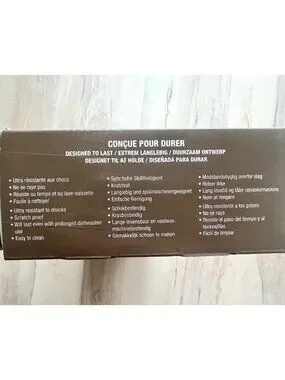 CONÇUE POUR DURER
DESIGNED TO LAST / EXTREM LANGLEBIG / DUURZAAM ONTWERP
DESIGNET TIL AT HOLDE / DISEÑADA PARA DURAR
• Ultra résistante aux chocs
• Ne se raye pas
• Résiste au temps et au lave-vaisselle
• Facile à nettoyer
• Ultra resistant to shocks
• Scratch proof
• Will last even with prolonged dishwasher
use
• Easy to clean
• Sehr hohe Stoßfestigkeit
• Kratzfest
• Langlebig und spülmaschinengeeignet
• Einfache Reinigung
• Schokbestendig
• Krasbestendig
• Lange levensduur en vaatwas-
machinebestendig
• Gemakkelijk schoon te maken
• Modstandsdygtig overfor slag
• Ridser ikke
• Lang levetid og tåler opvaskemaskine
• Nem at rengøre
• Ultra resistente a los golpes
• No se raya
• Resiste al paso del tiempo y al
lavavajillas
• Fácil de limpiar